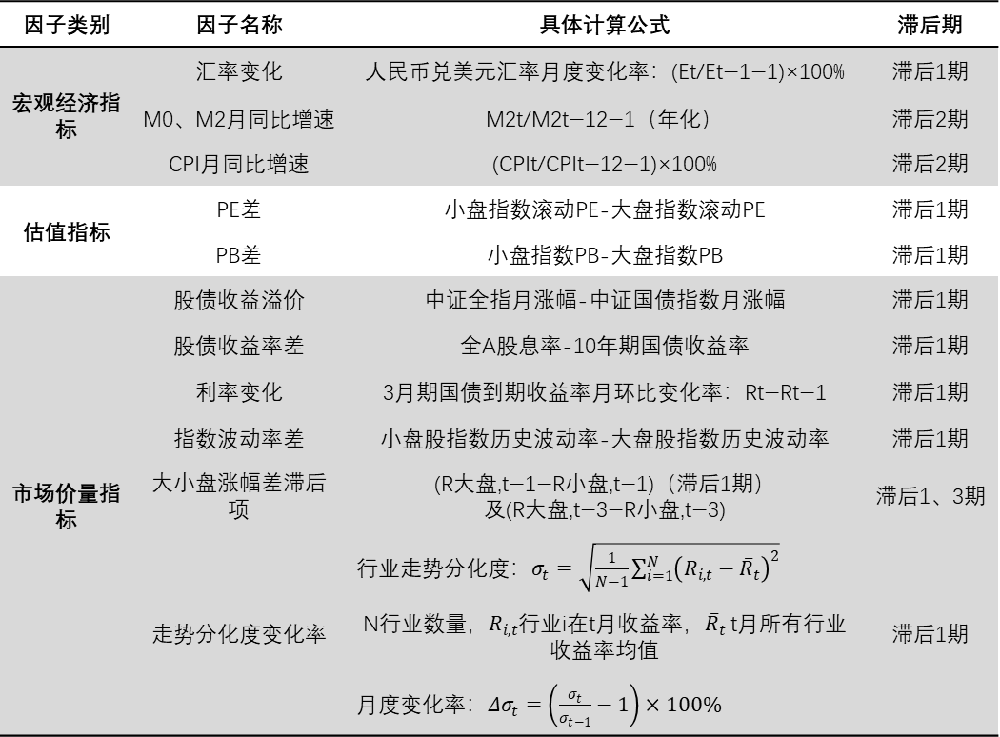 因子类别 因子名称 具体计算公式 滞后期
宏观经济指标
汇率变化 人民币兑美元汇率月度变化率：(Et/Et−1−1)×100% 滞后1期
M0、M2月同比增速 M2t/M2t−12−1（年化） 滞后2期
CPI月同比增速 (CPIt/CPIt−12−1)×100% 滞后2期
估值指标
PE差 小盘指数滚动PE-大盘指数滚动PE 滞后1期
PB差 小盘指数PB-大盘指数PB 滞后1期
市场价量指标
股债收益溢价 中证全指月涨幅-中证国债指数月涨幅 滞后1期
股债收益率差 全A股息率-10年期国债收益率 滞后1期
利率变化 3月期国债到期收益率月环比变化率：Rt−Rt−1 滞后1期
指数波动率差 小盘股指数历史波动率-大盘股指数历史波动率 滞后1期
大小盘涨幅差滞后项 (R大盘,t−1−R小盘,t−1)（滞后1期）
及(R大盘,t−3−R小盘,t−3) 滞后1、3期
走势分化度变化率
行业走势分化度：σ_t = √(1/(N−1) ∑_{i=1}^{N} (R_{i,t} − R̄_t)²)
N行业数量，R_{i,t}行业i在t月收益率，R̄_t t月所有行业
收益率均值 滞后1期
月度变化率：Δσ_t = (σ_t/σ_{t−1} − 1) × 100%